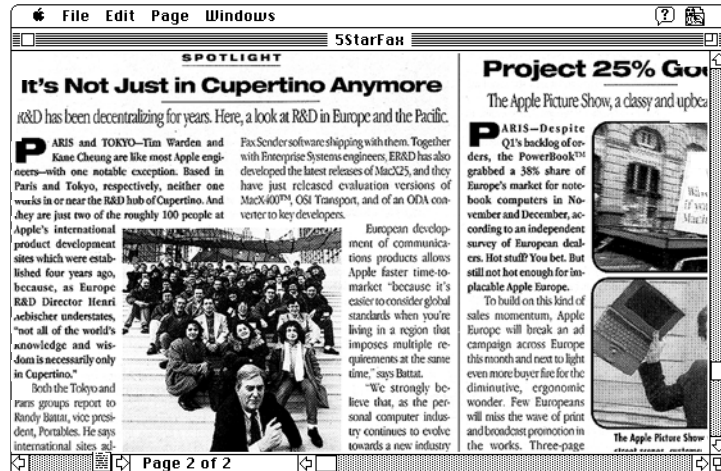 File Edit Page Windows
5StarFax
SPOTLIGHT
It's Not Just in Cupertino Anymore
R&D has been decentralizing for years. Here, a look at R&D in Europe and the Pacific.
PARIS and TOKYO—Tim Warden and
Kane Cheung are like most Apple engi-
neers—with one notable exception. Based in
Paris and Tokyo, respectively, neither one
works in or near the R&D hub of Cupertino. And
they are just two of the roughly 100 people at
Apple's international
product development
sites which were estab-
lished four years ago,
because, as Europe
R&D Director Henri
Aebischer understates,
"not all of the world's
knowledge and wis-
dom is necessarily only
in Cupertino."
Both the Tokyo and
Paris groups report to
Randy Battat, vice presi-
dent, Portables. He says
international sites ad-
Fax Sender software shipping with them. Together
with Enterprise Systems engineers, ER&D has also
developed the latest releases of MacX25, and they
have just released evaluation versions of
MacX400™, OSI Transport, and of an ODA con-
verter to key developers.
European develop-
ment of communica-
tions products allows
Apple faster time-to-
market "because it's
easier to consider global
standards when you're
living in a region that
imposes multiple re-
quirements at the same
time," says Battat.
"We strongly be-
lieve that, as the per-
sonal computer indus-
try continues to evolve
towards a new industry
Project 25%
The Apple Picture Show, a classy and
PARIS—Despite
Q1's backlog of or-
ders, the PowerBook™
grabbed a 38% share of
Europe's market for note-
book computers in No-
vember and December, ac-
cording to an independent
survey of European deal-
ers. Hot stuff? You bet. But
still not hot enough for im-
placable Apple Europe.
To build on this kind of
sales momentum, Apple
Europe will break an ad
campaign across Europe
this month and next to light
even more buyer fire for the
diminutive, ergonomic
wonder. Few Europeans
will miss the wave of print
and broadcast promotion in
the works. Three-page
The Apple Picture Show
Page 2 of 2